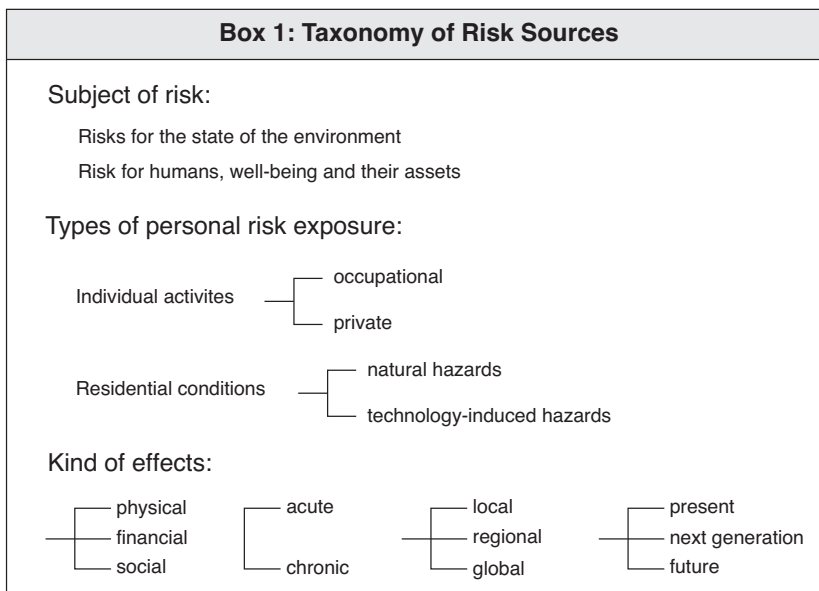 Box 1: Taxonomy of Risk Sources
Subject of risk:
Risks for the state of the environment
Risk for humans, well-being and their assets
Types of personal risk exposure:
Individual activites
occupational
private
Residential conditions
natural hazards
technology-induced hazards
Kind of effects:
physical
financial
social
acute
chronic
local
regional
global
present
next generation
future